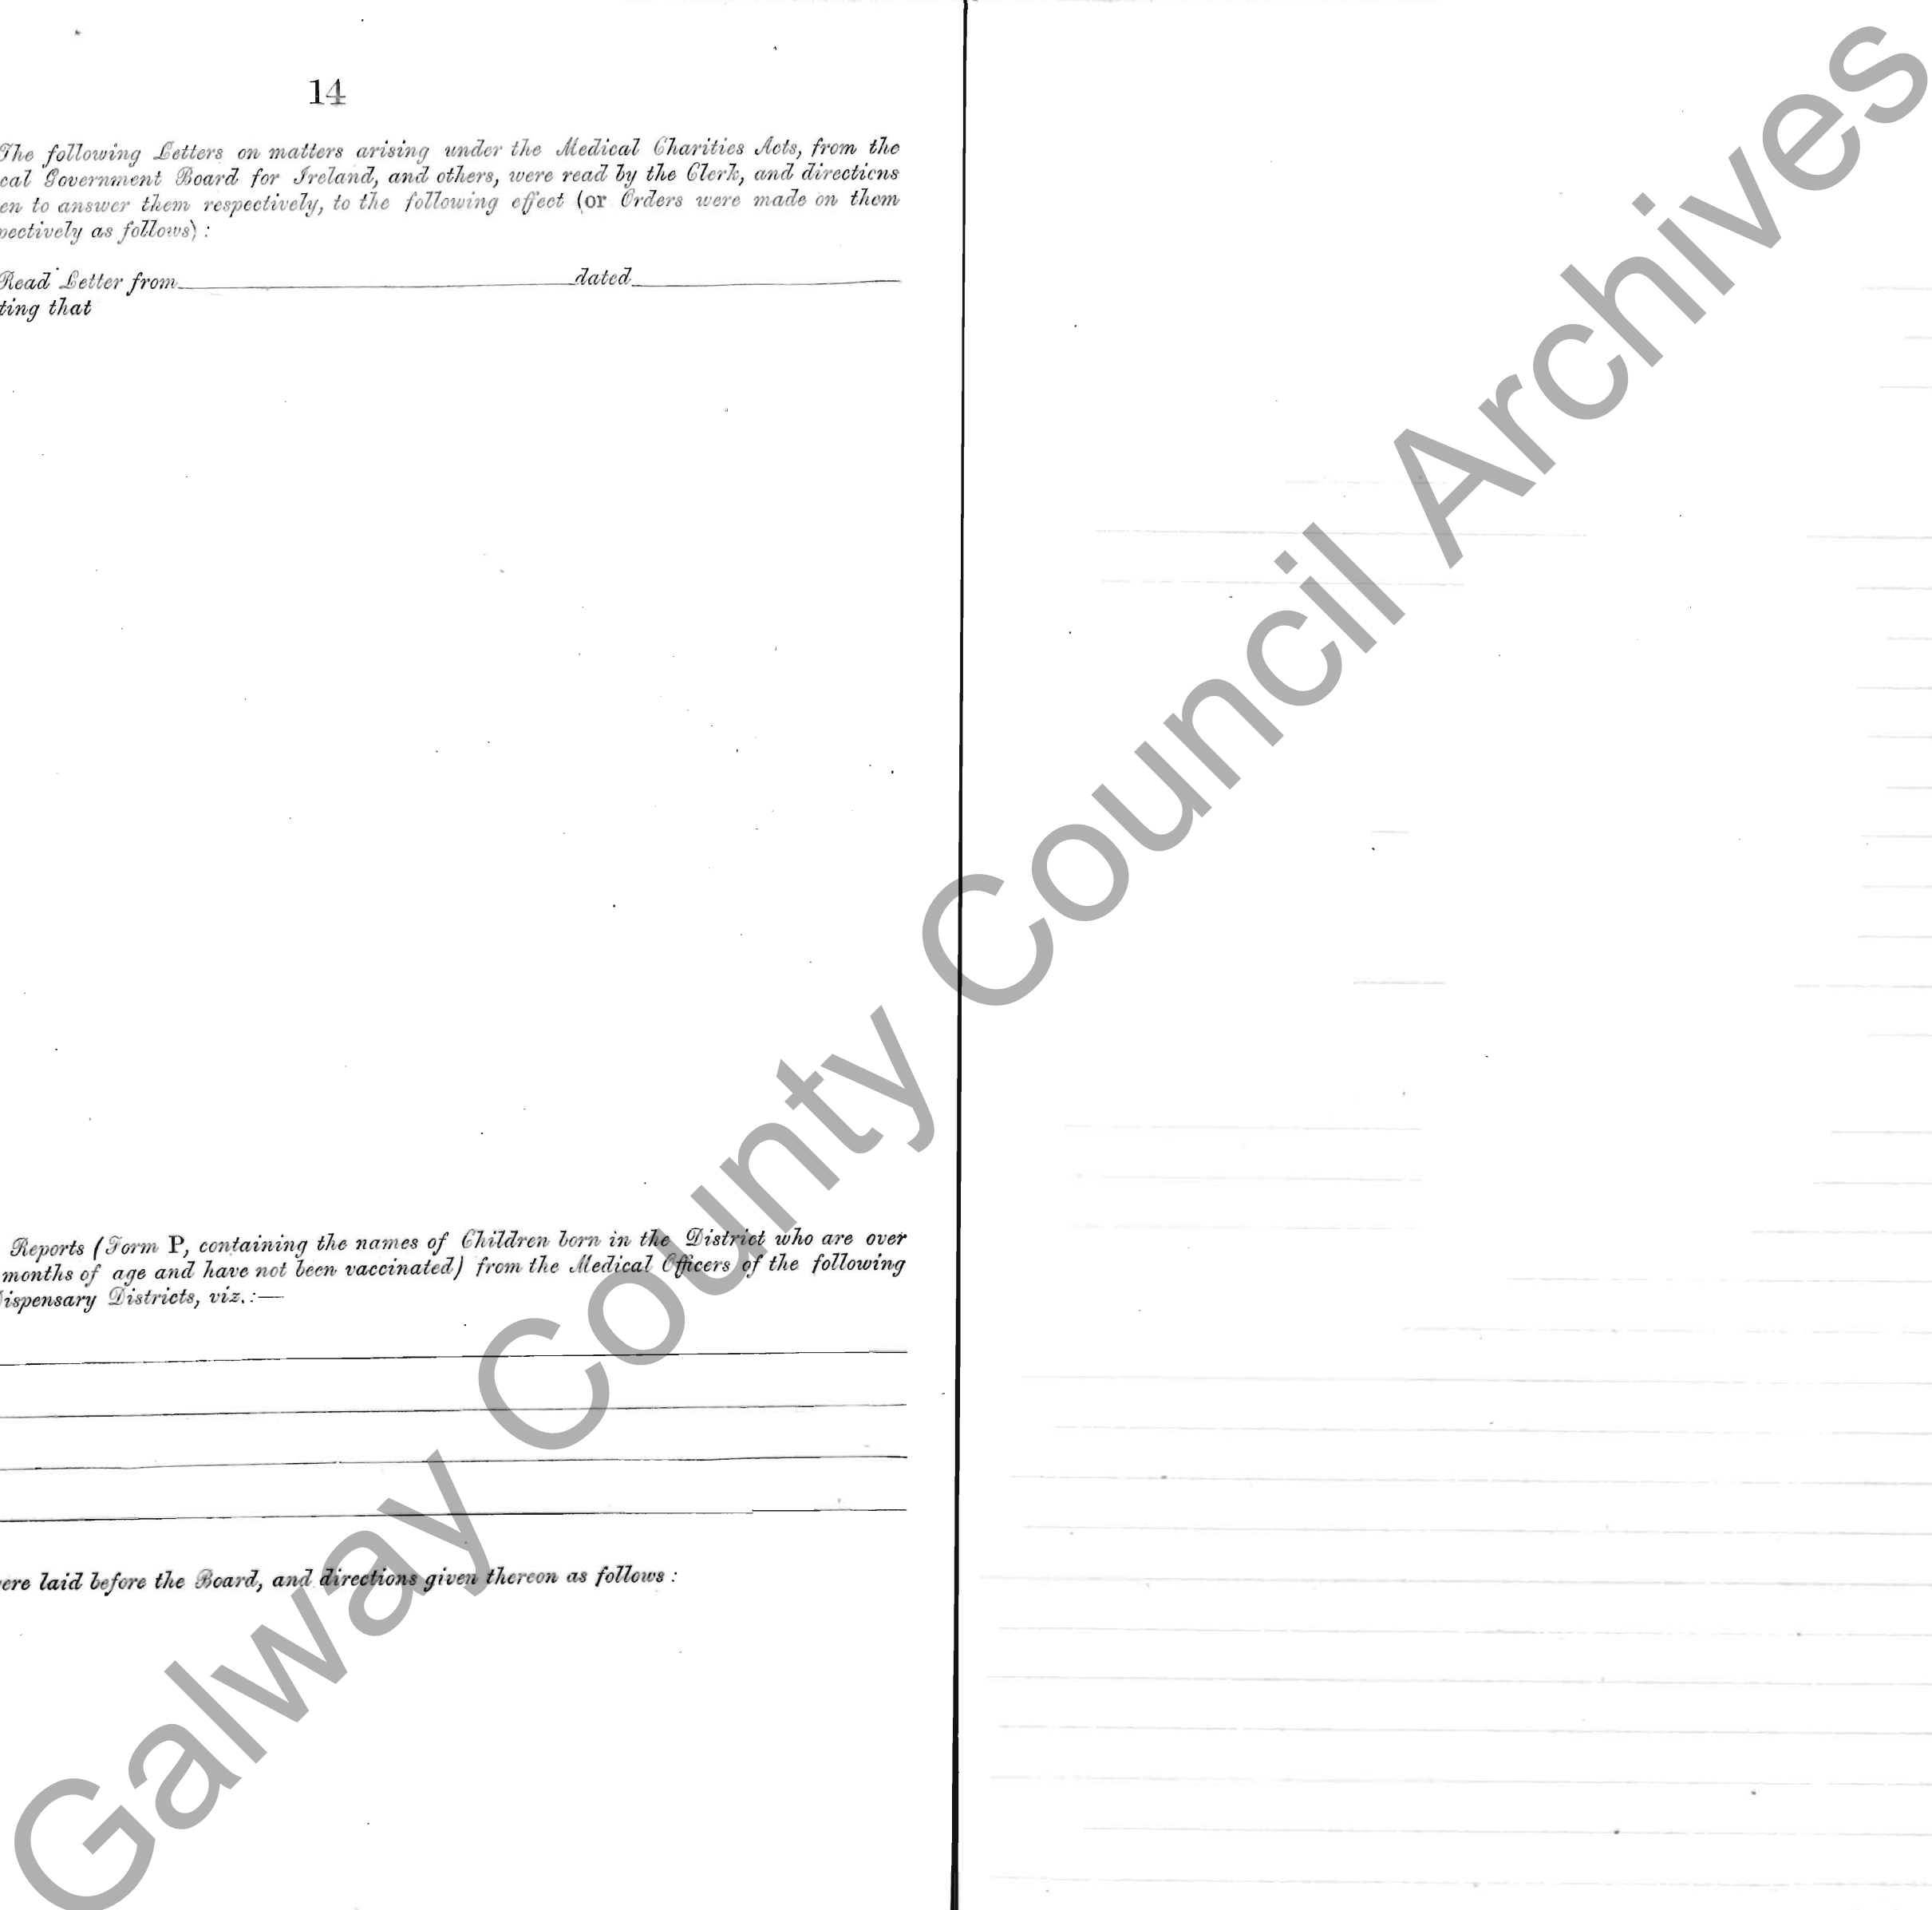 14
The following Letters on matters arising under the Medical Charities Acts, from the
cal Government Board for Ireland, and others, were read by the Clerk, and directions
en to answer them respectively, to the following effect (or Orders were made on them
pectively as follows) :
Read Letter from dated
ting that
Reports (Form P, containing the names of Children born in the District who are over
months of age and have not been vaccinated) from the Medical Officers of the following
ispensary Districts, viz. :—
ere laid before the Board, and directions given thereon as follows :
Galway County Council Archives